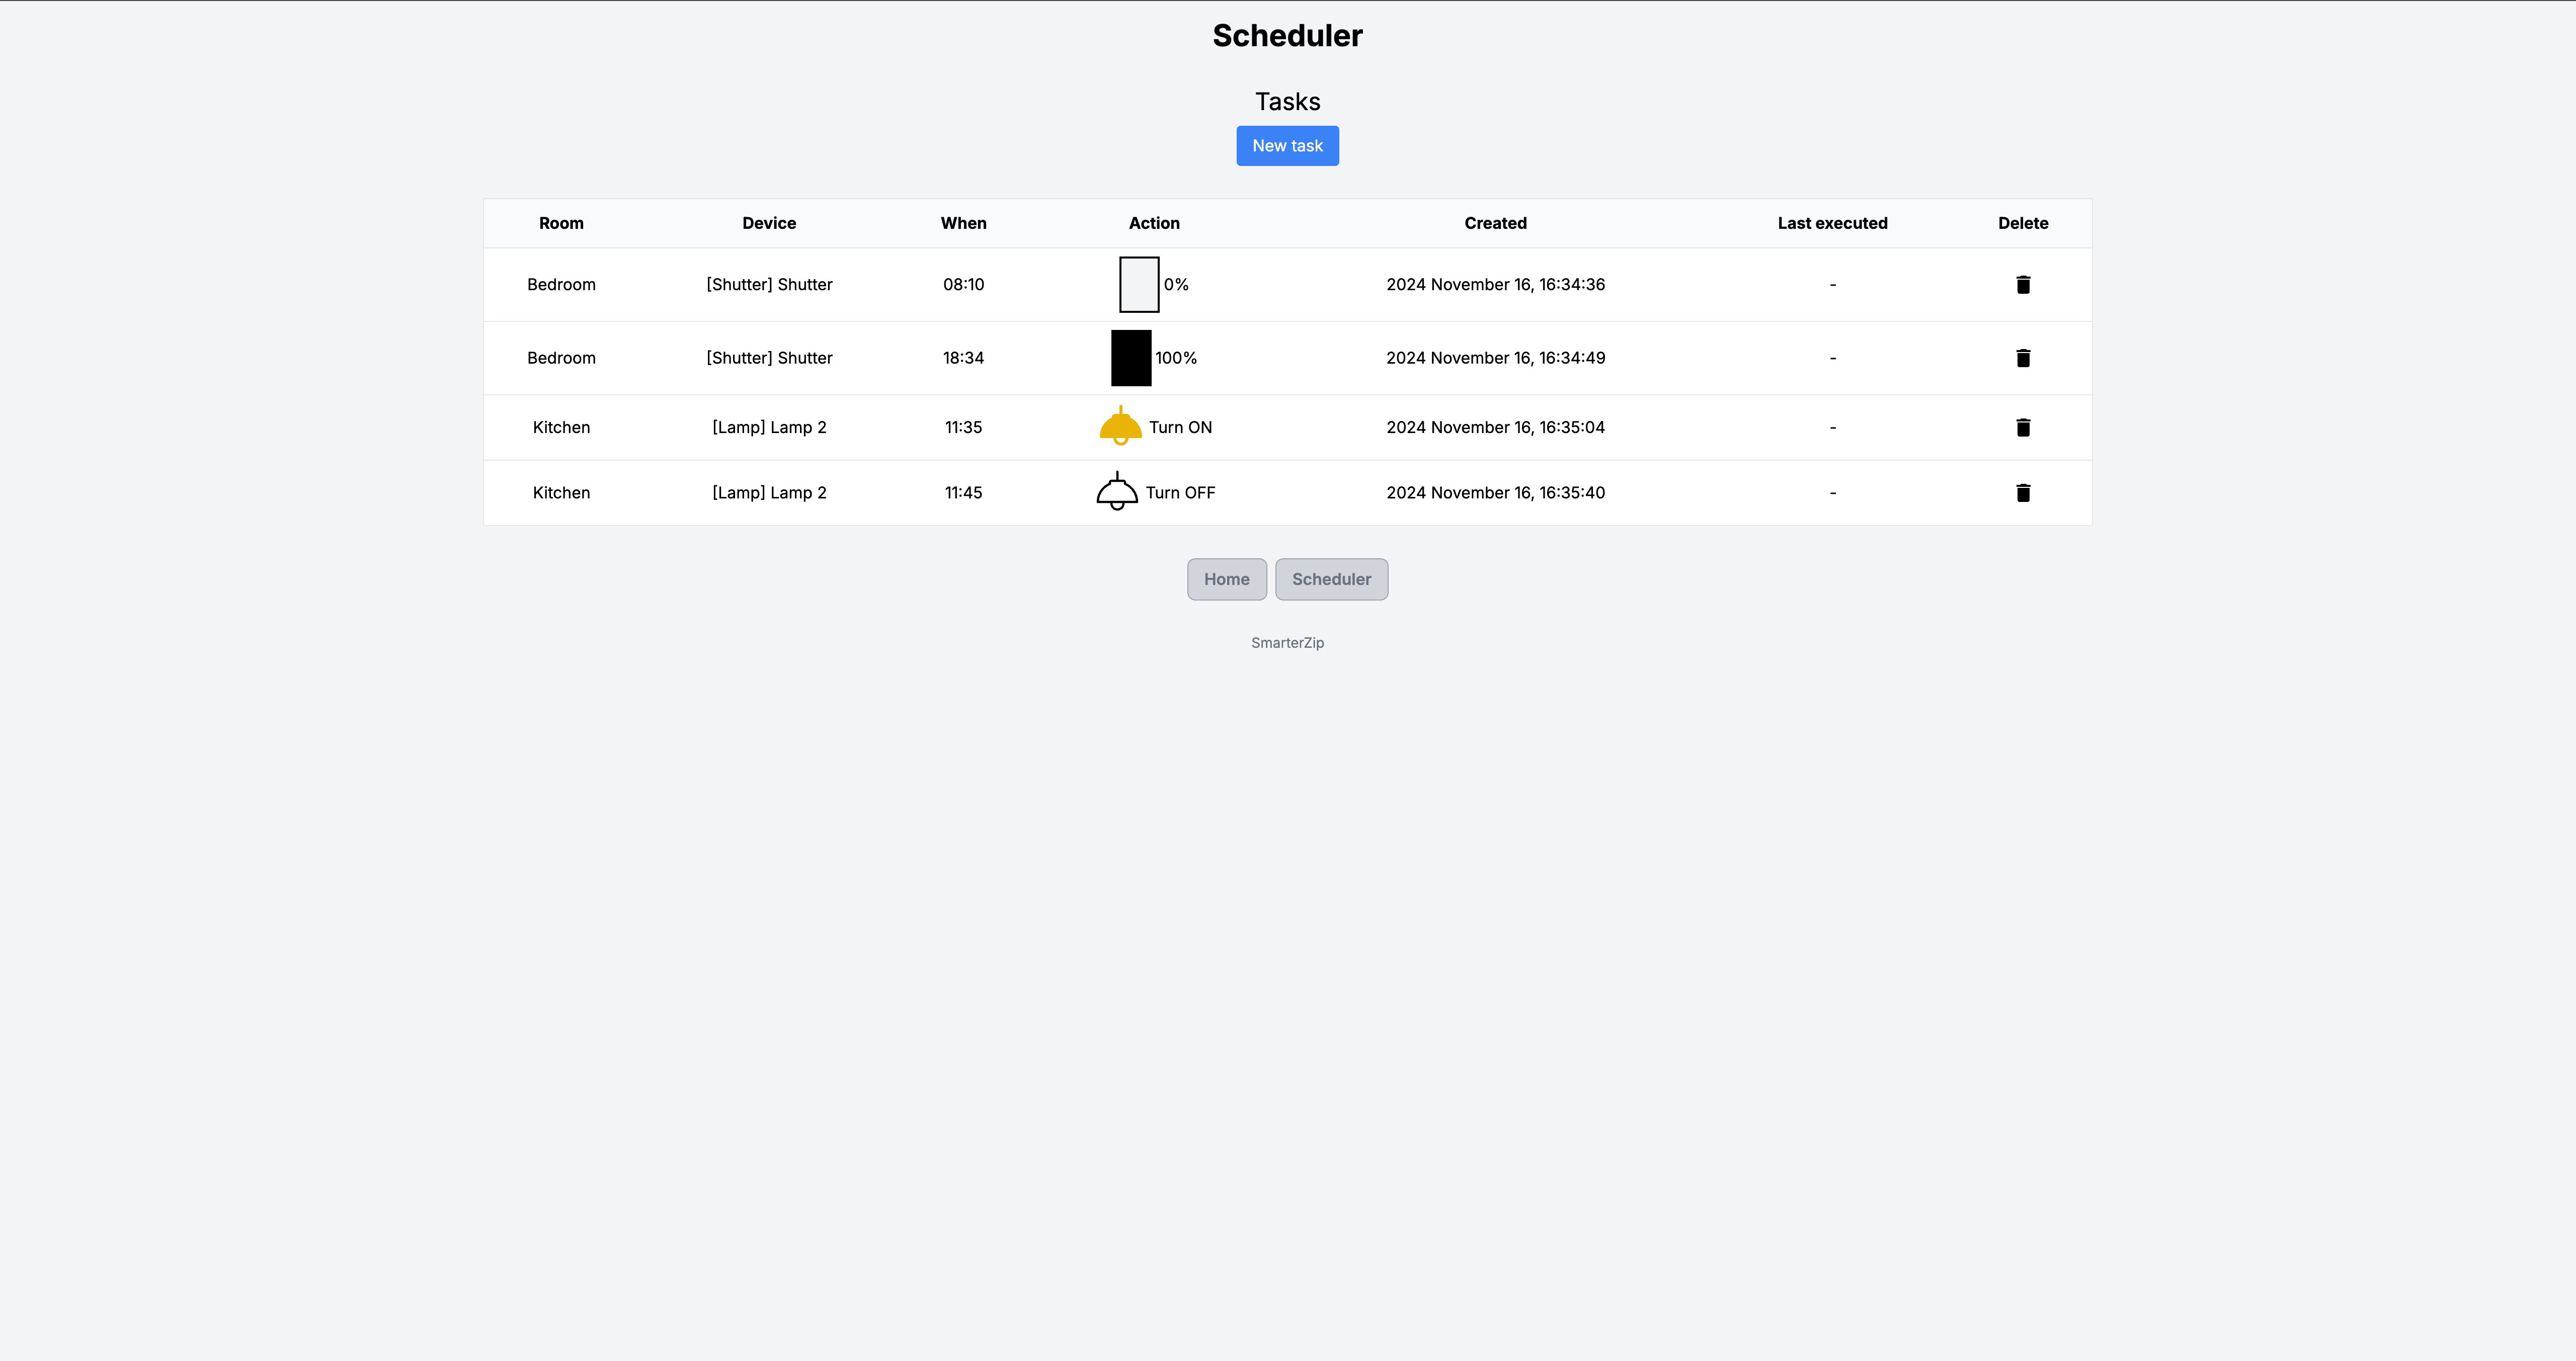 Scheduler
Tasks
New task
Room Device When Action Created Last executed Delete
Bedroom [Shutter] Shutter 08:10 0% 2024 November 16, 16:34:36 -
Bedroom [Shutter] Shutter 18:34 100% 2024 November 16, 16:34:49 -
Kitchen [Lamp] Lamp 2 11:35 Turn ON 2024 November 16, 16:35:04 -
Kitchen [Lamp] Lamp 2 11:45 Turn OFF 2024 November 16, 16:35:40 -
Home Scheduler
SmarterZip